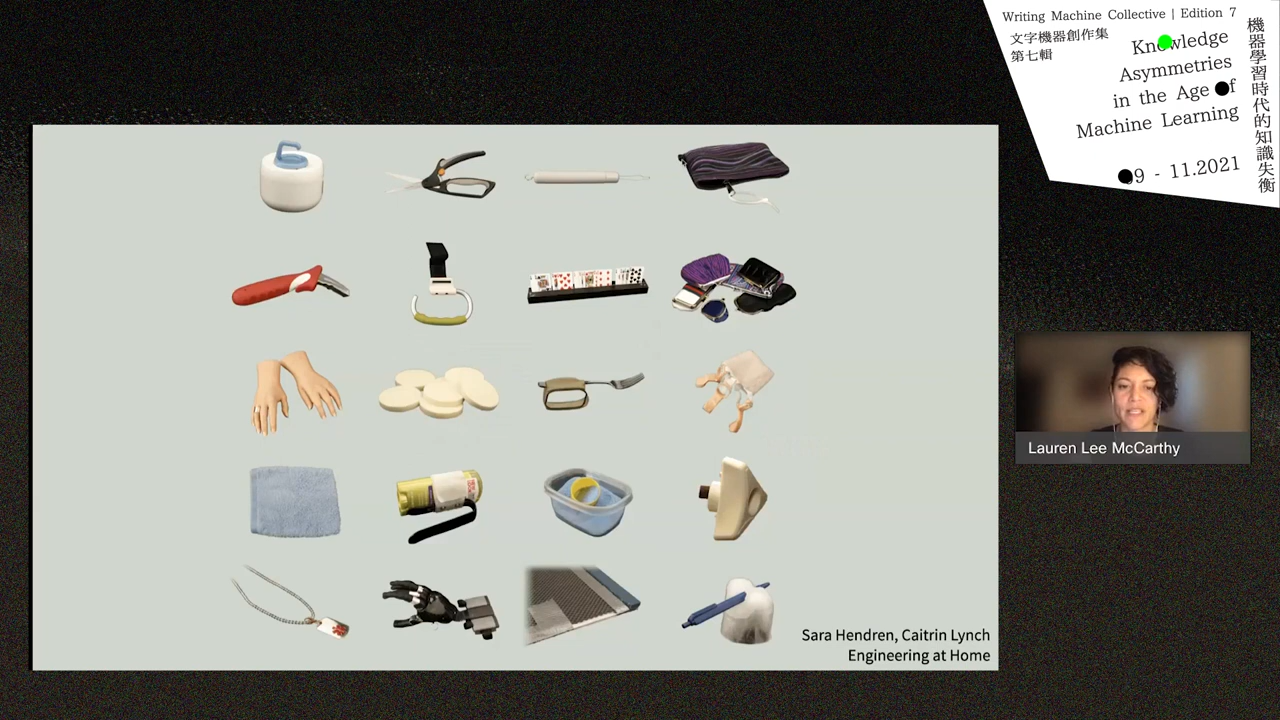 Writing Machine Collective | Edition 7
文字機器創作集
第七輯
Knowledge
Asymmetries
in the Age of
Machine Learning
09 - 11.2021
機器學習時代的知識失衡
Lauren Lee McCarthy
Sara Hendren, Caitrin Lynch
Engineering at Home